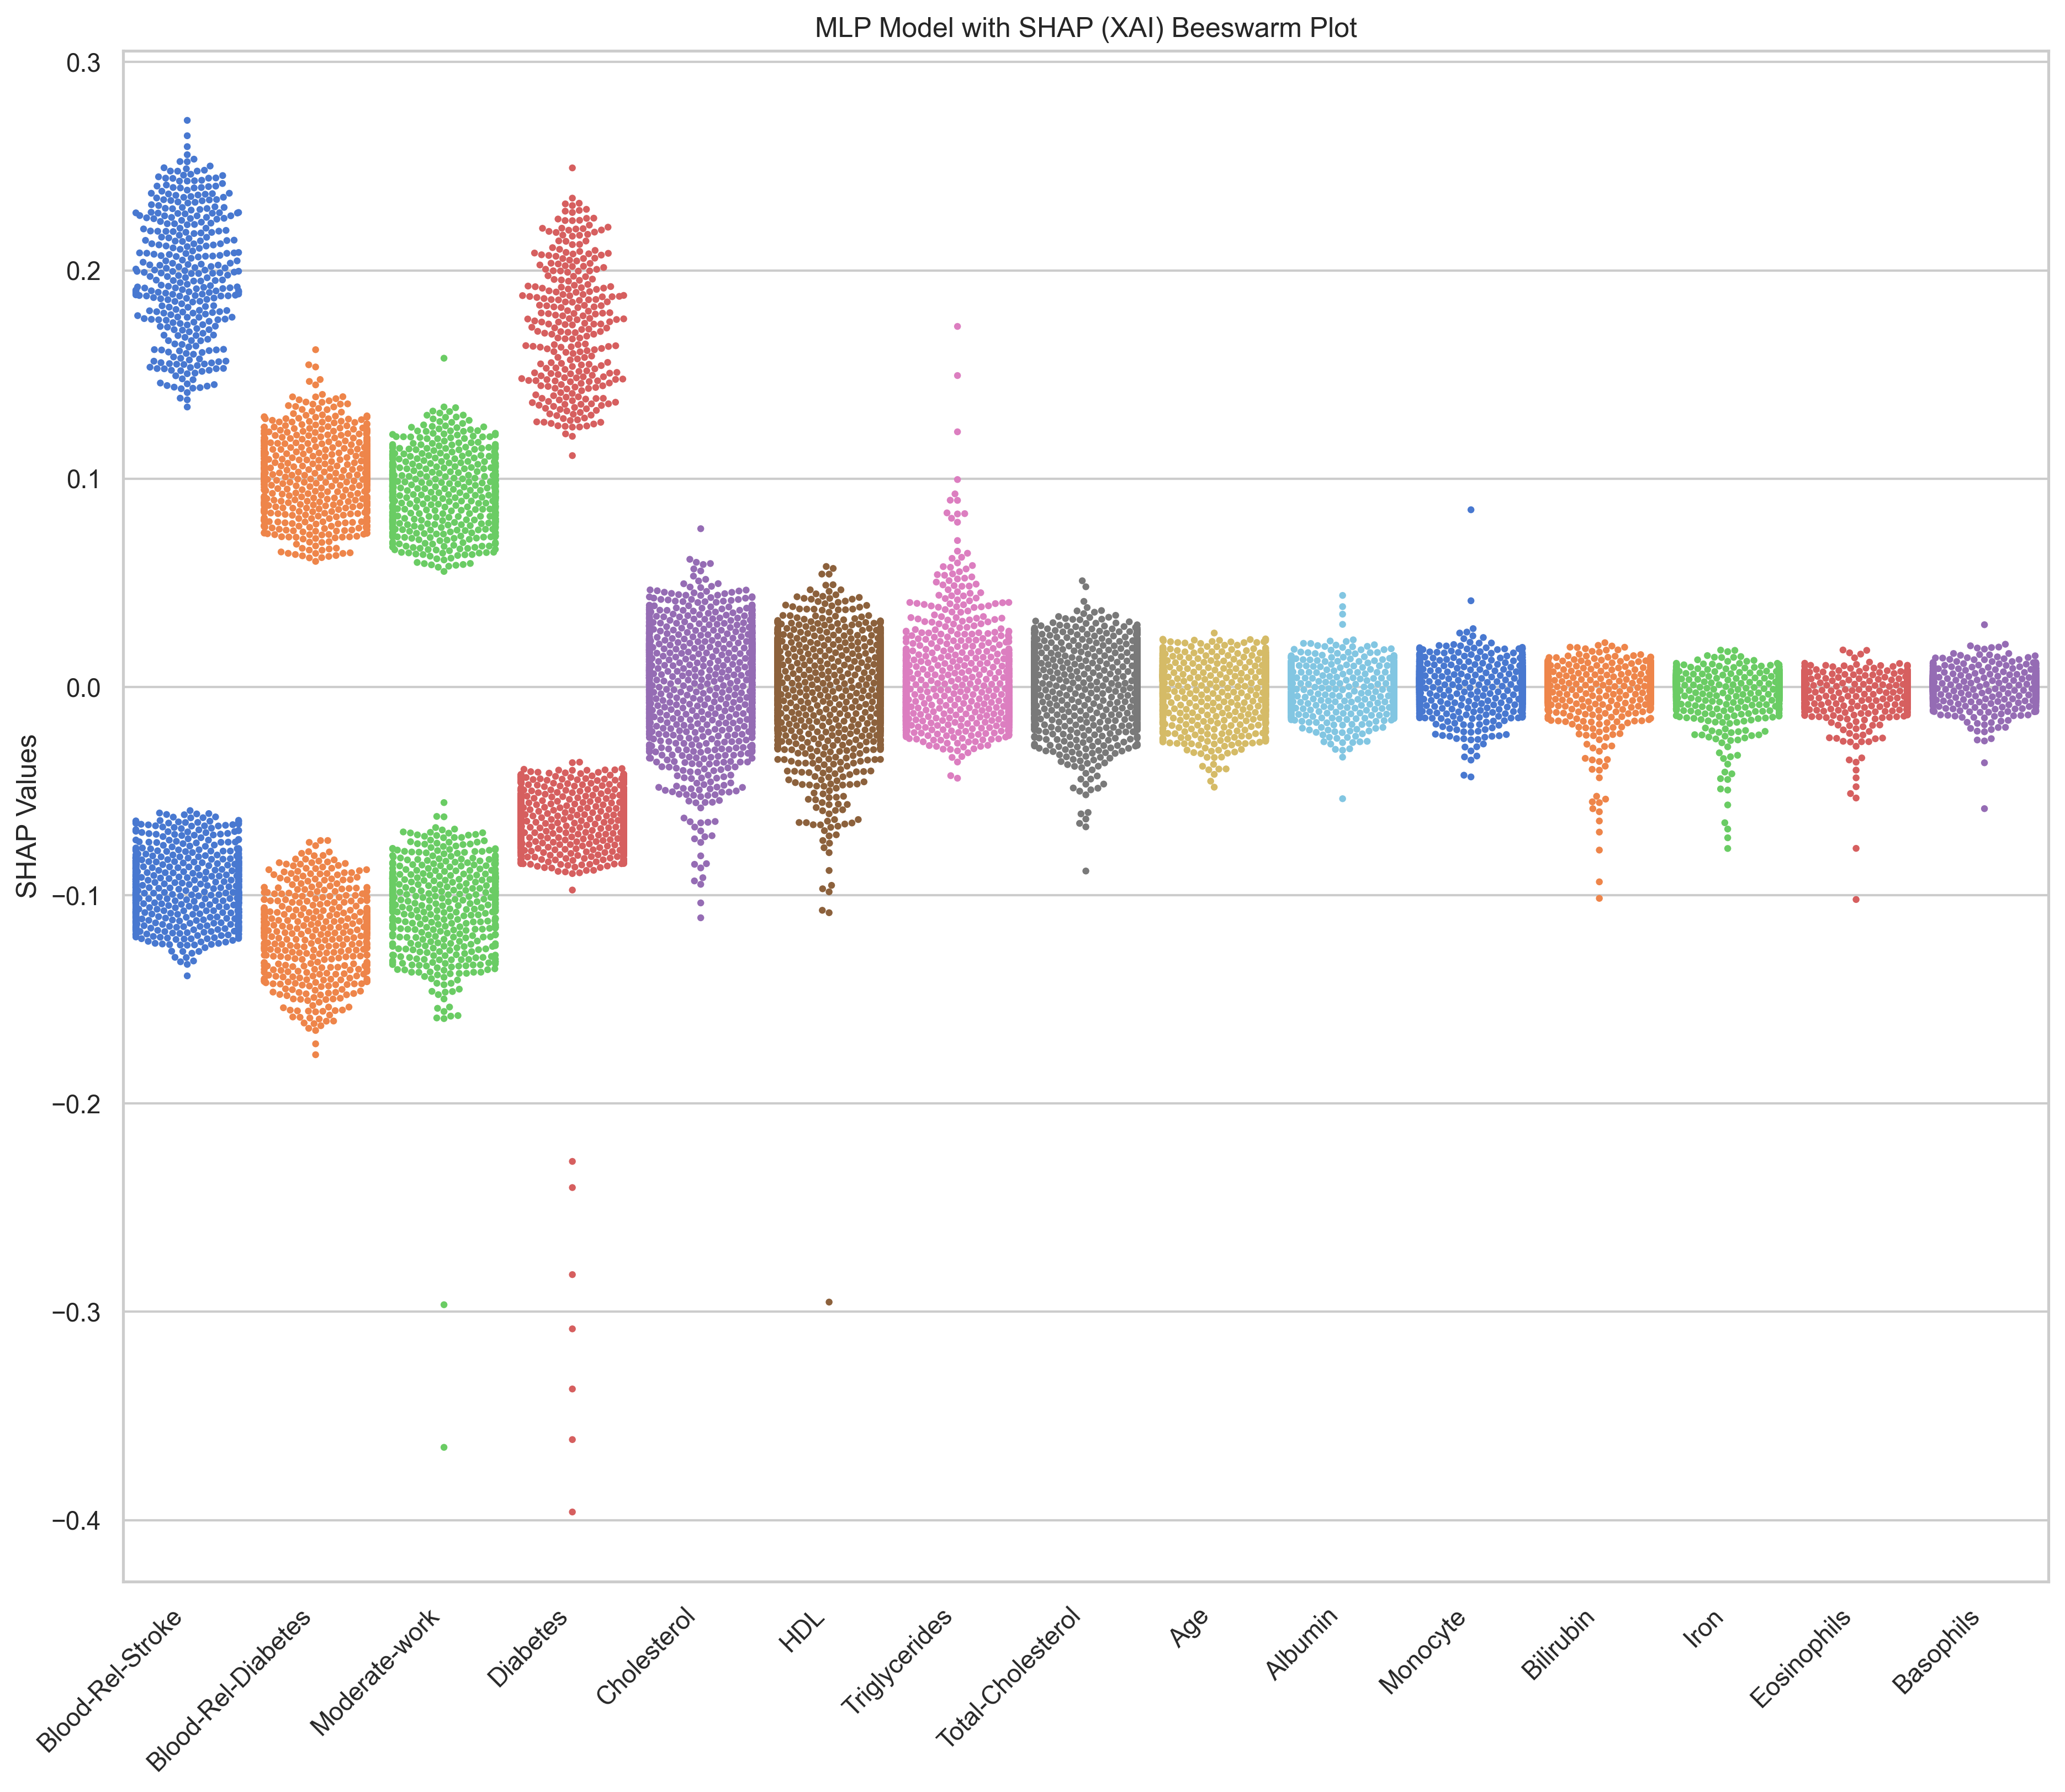 MLP Model with SHAP (XAI) Beeswarm Plot
0.3
0.2
0.1
0.0
−0.1
−0.2
−0.3
−0.4
SHAP Values
Blood-Rel-Stroke
Blood-Rel-Diabetes
Moderate-work
Diabetes
Cholesterol
HDL
Triglycerides
Total-Cholesterol
Age
Albumin
Monocyte
Bilirubin
Iron
Eosinophils
Basophils